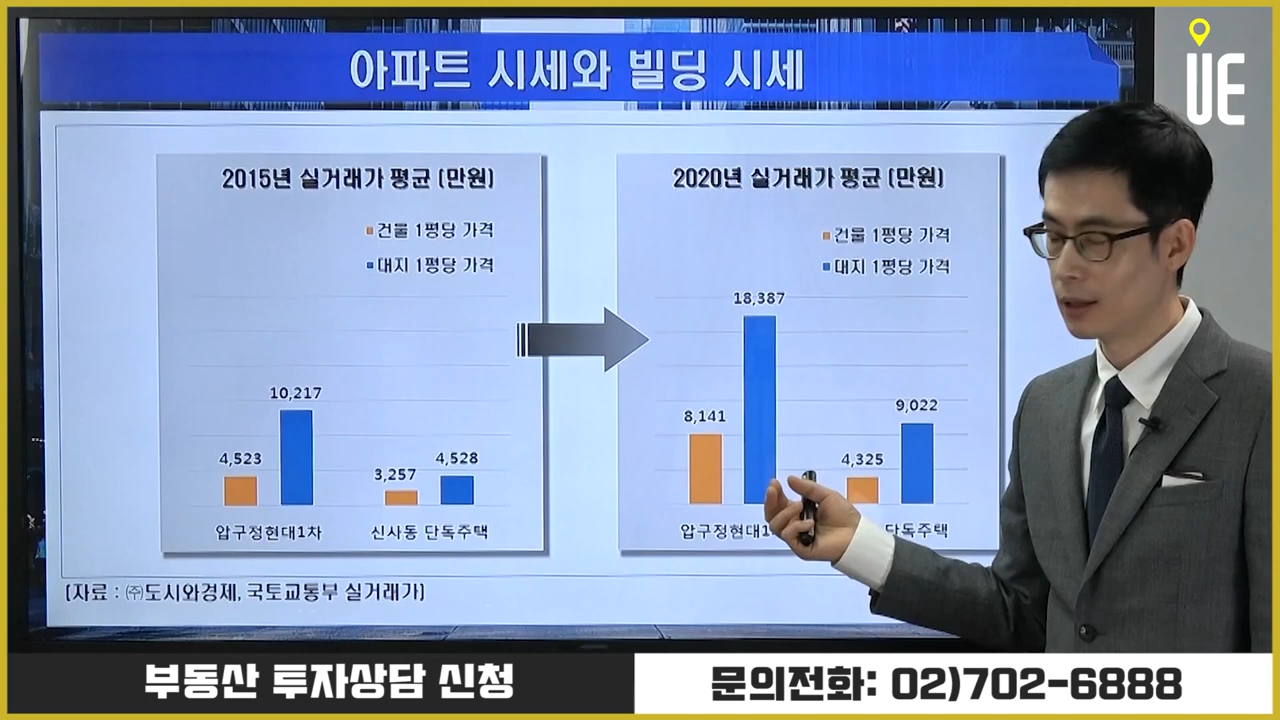 아파트 시세와 빌딩 시세
UE
2015년 실거래가 평균 (만원)
건물 1평당 가격
대지 1평당 가격
10,217
4,523
3,257
4,528
압구정현대1차
신사동 단독주택
2020년 실거래가 평균 (만원)
건물 1평당 가격
대지 1평당 가격
18,387
8,141
4,325
9,022
압구정현대1
단독주택
(자료 : ㈜도시와경제, 국토교통부 실거래가)
부동산 투자상담 신청
문의전화: 02)702-6888